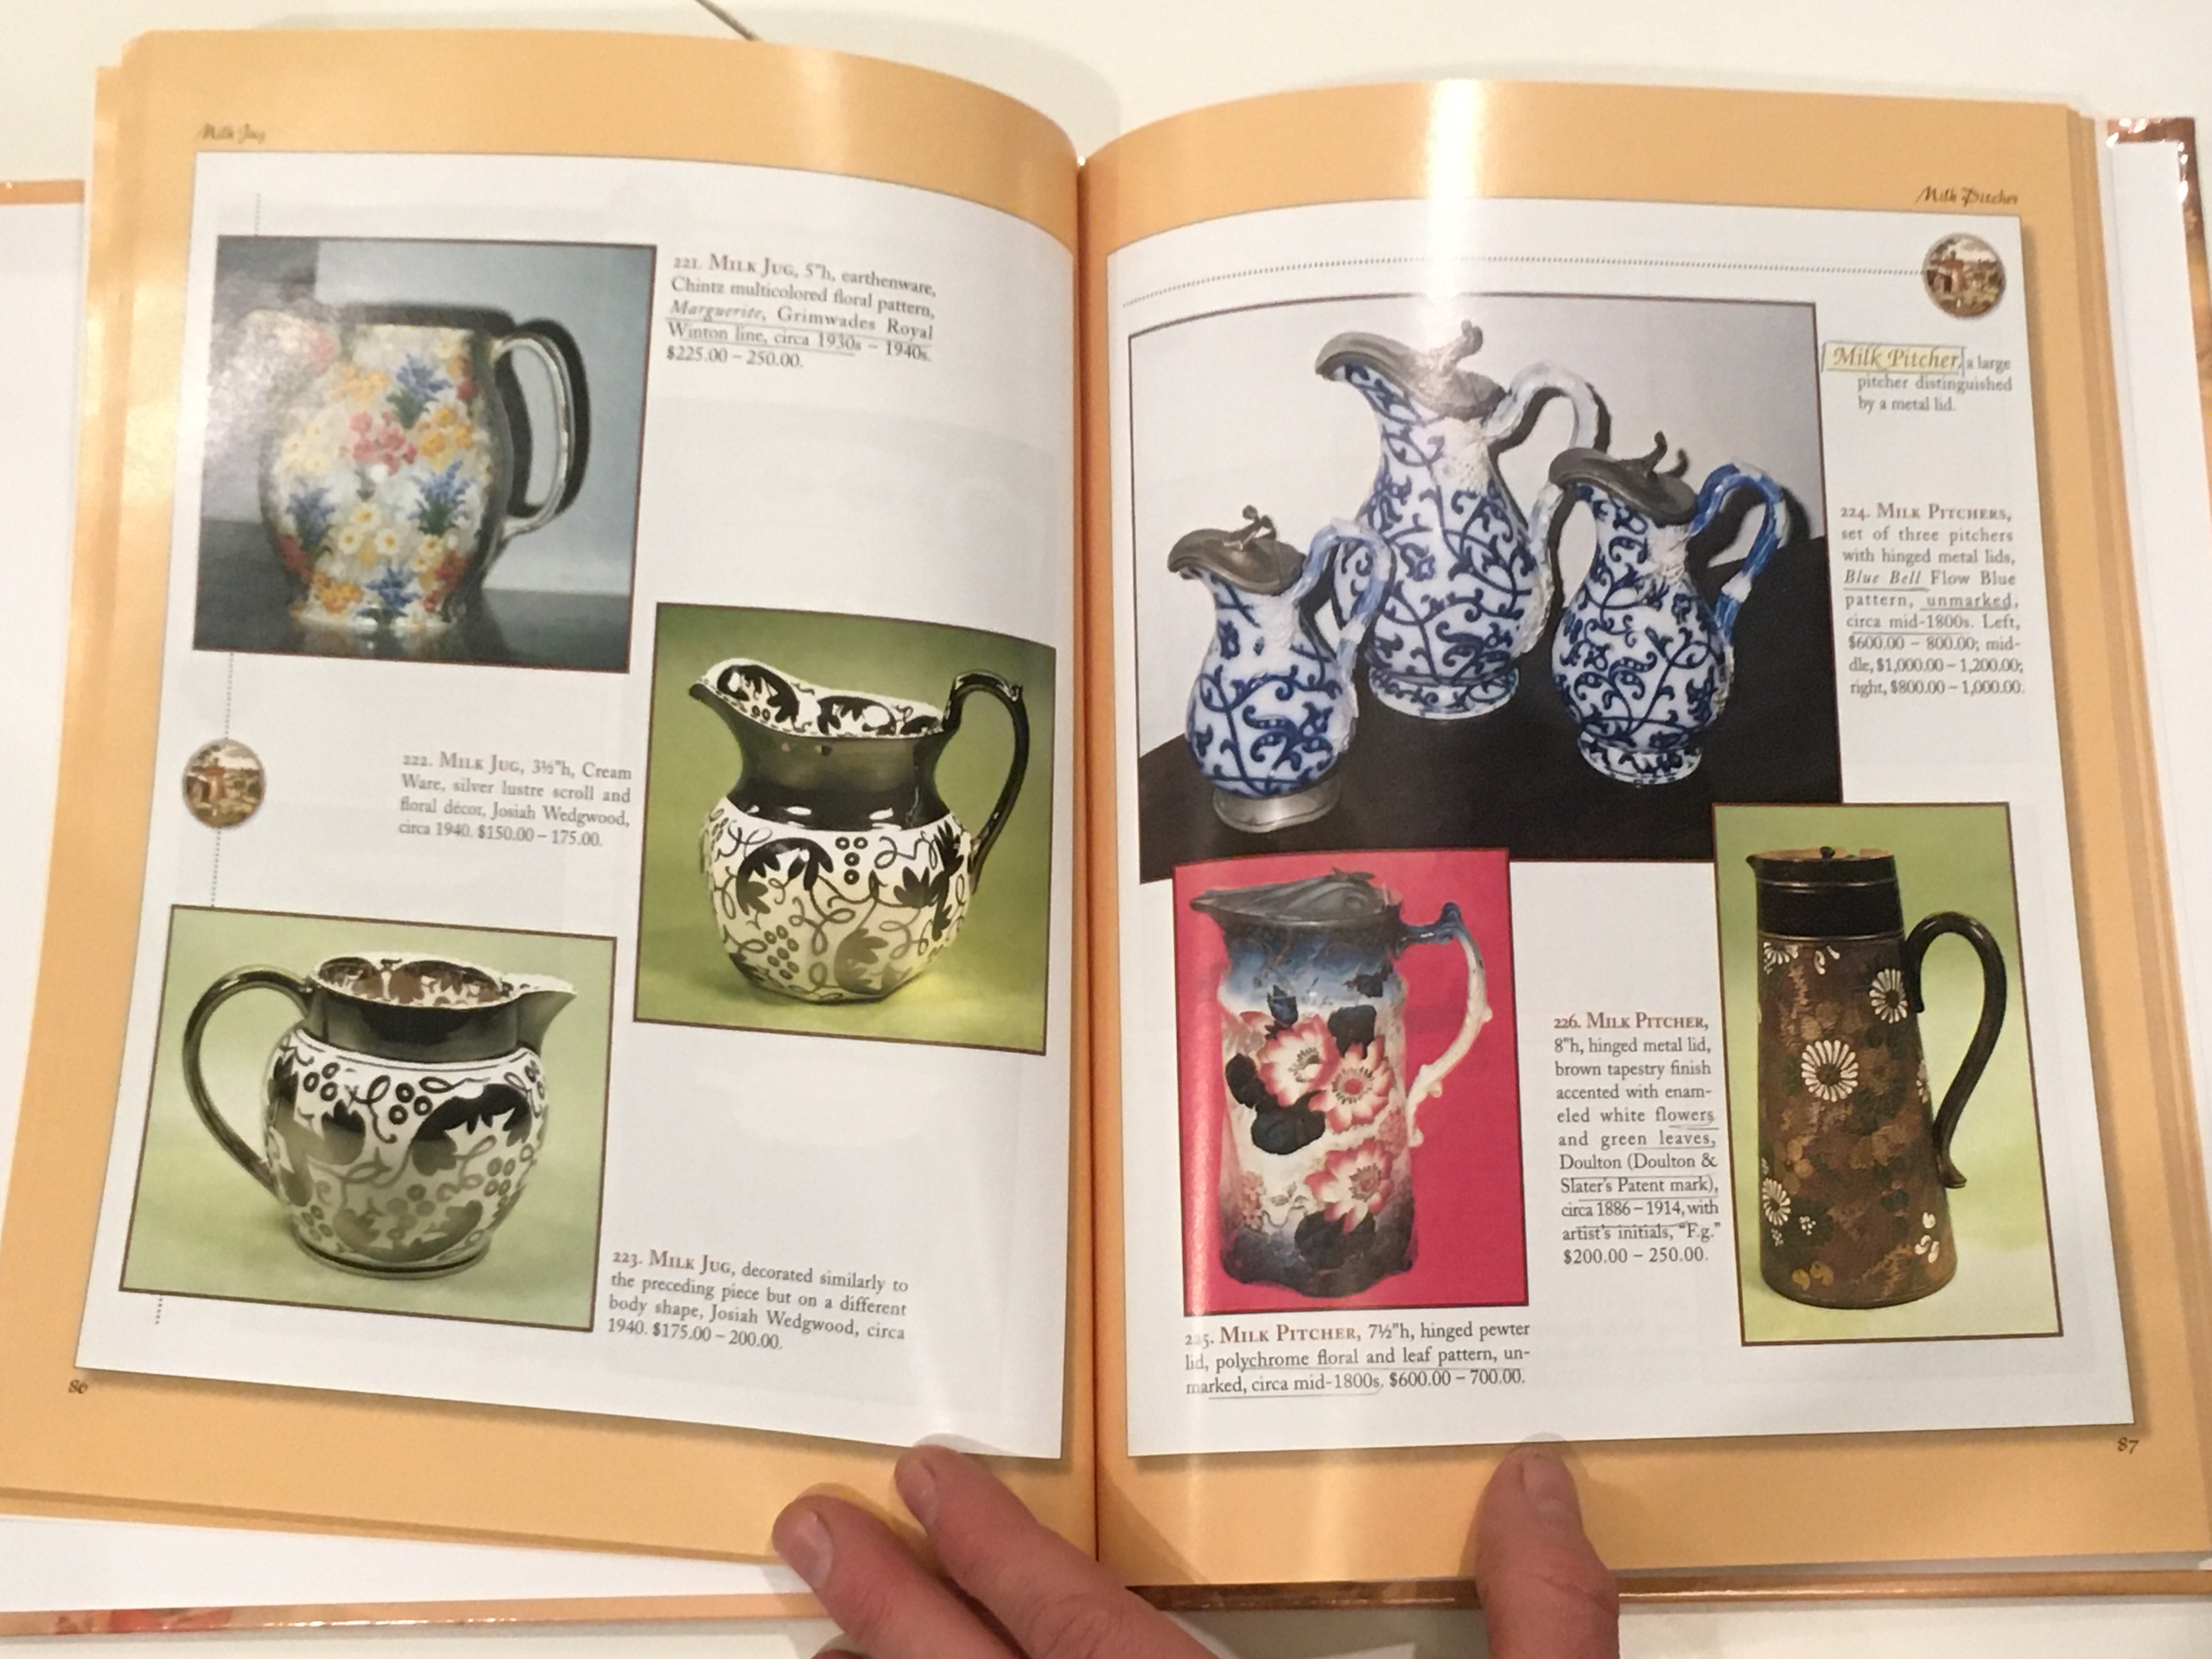 Milk Jug
221. Milk Jug, 5"h, earthenware,
Chintz multicolored floral pattern,
Marguerite, Grimwades Royal
Winton line, circa 1930s – 1940s.
$225.00 – 250.00.
222. Milk Jug, 3½"h, Cream
Ware, silver lustre scroll and
floral décor, Josiah Wedgwood,
circa 1940. $150.00 – 175.00.
223. Milk Jug, decorated similarly to
the preceding piece but on a different
body shape, Josiah Wedgwood, circa
1940. $175.00 – 200.00.
86
Milk Pitcher
Milk Pitcher, a large
pitcher distinguished
by a metal lid.
224. Milk Pitchers,
set of three pitchers
with hinged metal lids,
Blue Bell Flow Blue
pattern, unmarked,
circa mid-1800s. Left,
$600.00 – 800.00; mid-
dle, $1,000.00 – 1,200.00;
right, $800.00 – 1,000.00.
226. Milk Pitcher,
8"h, hinged metal lid,
brown tapestry finish
accented with enam-
eled white flowers
and green leaves,
Doulton (Doulton &
Slater's Patent mark),
circa 1886 – 1914, with
artist's initials, "F.g."
$200.00 – 250.00.
225. Milk Pitcher, 7½"h, hinged pewter
lid, polychrome floral and leaf pattern, un-
marked, circa mid-1800s. $600.00 – 700.00.
87